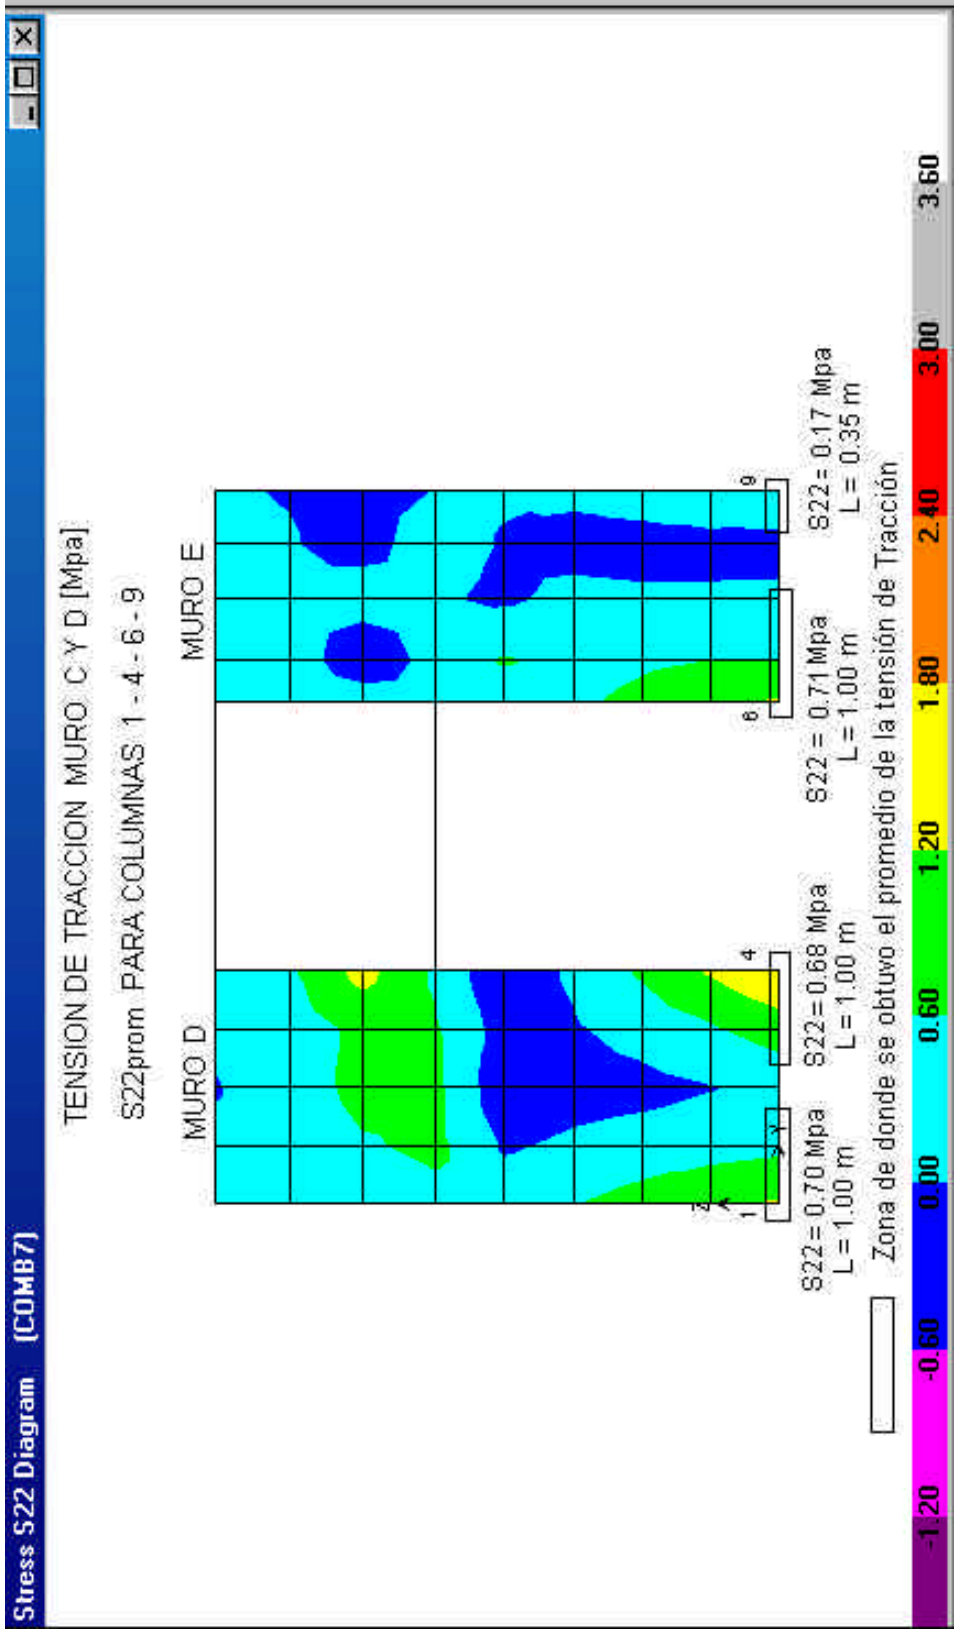 Stress S22 Diagram (COMB7)
TENSION DE TRACCION MURO C Y D [Mpa]
S22prom PARA COLUMNAS: 1 - 4 - 6 - 9
MURO D
MURO E
Z
Y
1
4
6
9
S22 = 0.70 Mpa
L = 1.00 m
S22 = 0.68 Mpa
L = 1.00 m
S22 = 0.71 Mpa
L = 1.00 m
S22 = 0.17 Mpa
L = 0.35 m
Zona de donde se obtuvo el promedio de la tensión de Tracción
-1.20 -0.60 0.00 0.60 1.20 1.80 2.40 3.00 3.60